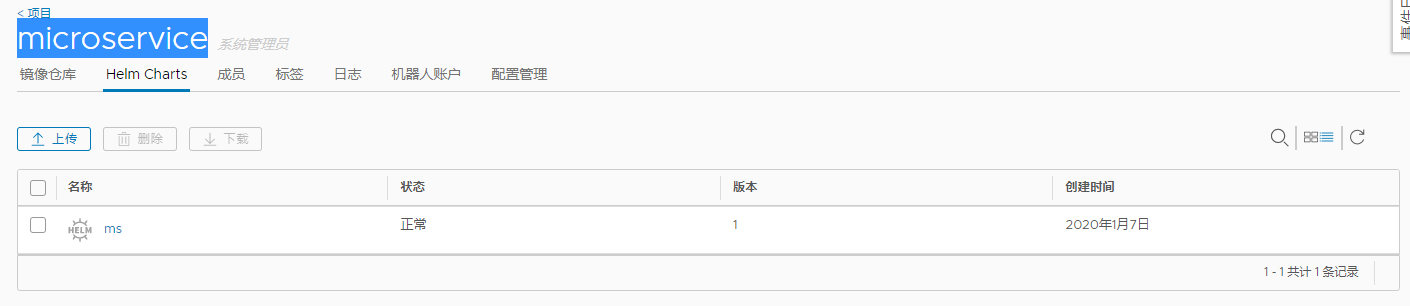 < 项目
microservice 系统管理员
镜像仓库 Helm Charts 成员 标签 日志 机器人账户 配置管理
上传 删除 下载
名称 状态 版本 创建时间
HELM ms 正常 1 2020年1月7日
1 - 1 共计 1 条记录